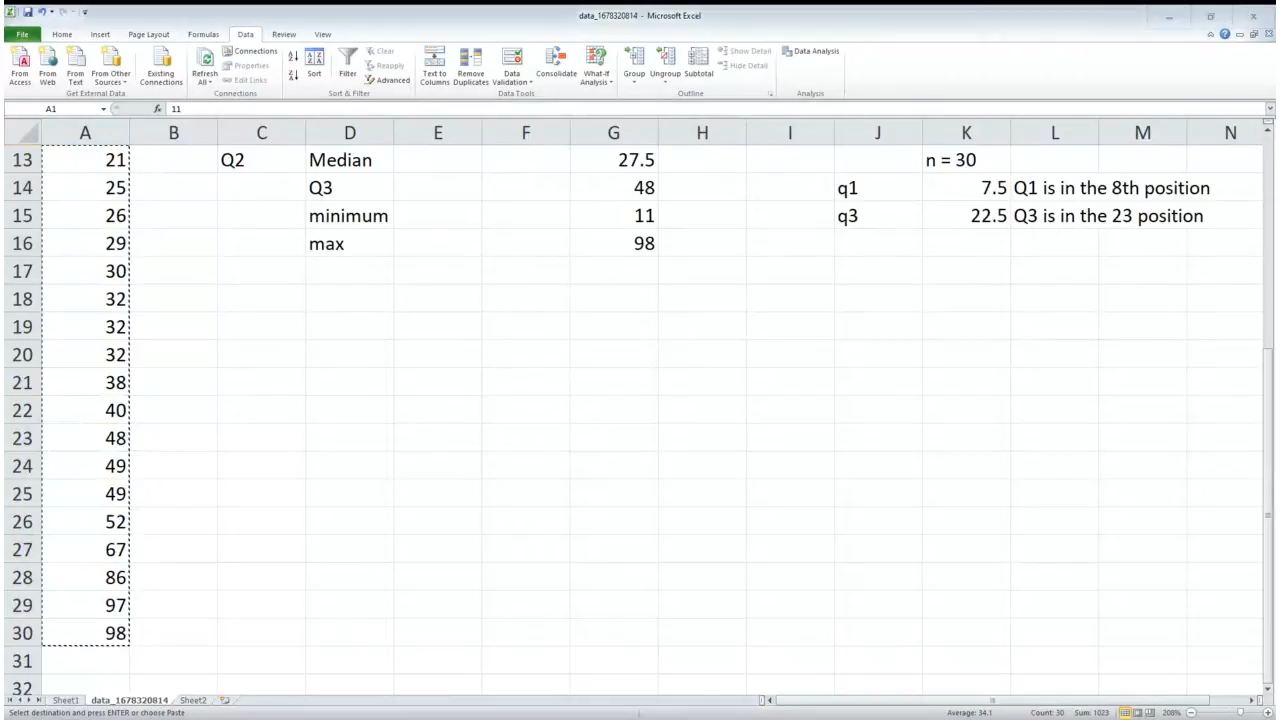 data_1678320814 - Microsoft Excel
File Home Insert Page Layout Formulas Data Review View
From Access
From Web
From Text
From Other Sources
Existing Connections
Get External Data
Refresh All
Connections
Properties
Edit Links
Connections
Sort
Filter
Clear
Reapply
Advanced
Sort & Filter
Text to Columns
Remove Duplicates
Data Validation
Consolidate
What-If Analysis
Data Tools
Group
Ungroup
Subtotal
Show Detail
Hide Detail
Outline
Data Analysis
Analysis
A1 fx 11
A B C D E F G H I J K L M N
13 21 Q2 Median 27.5 n = 30
14 25 Q3 48 q1 7.5 Q1 is in the 8th position
15 26 minimum 11 q3 22.5 Q3 is in the 23 position
16 29 max 98
17 30
18 32
19 32
20 32
21 38
22 40
23 48
24 49
25 49
26 52
27 67
28 86
29 97
30 98
31
32
Sheet1 data_1678320814 Sheet2
Select destination and press ENTER or choose Paste Average: 34.1 Count: 30 Sum: 1023 208%